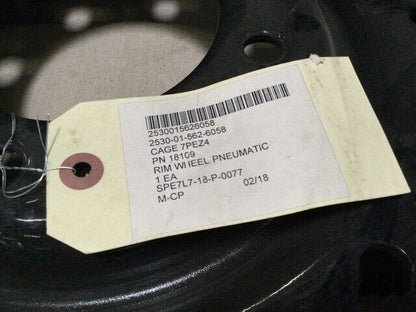 2530015626058
2530-01-562-6058
CAGE 7PEZ4
PN 18109
RIM WHEEL PNEUMATIC
1 EA
SPE7L7-18-P-0077 02/18
M-CP